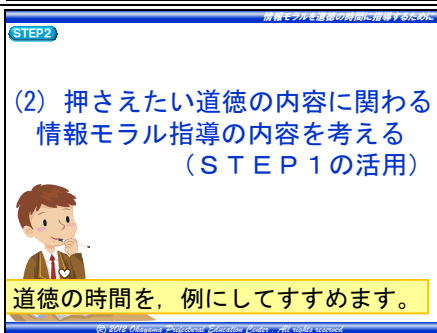 情報モラルを道徳の時間に指導するために
STEP2
(2) 押さえたい道徳の内容に関わる
情報モラル指導の内容を考える
(ＳＴＥＰ１の活用)
道徳の時間を，例にしてすすめます。
(R) 2012 Okayama Prefectural Education Center . All rights reserved